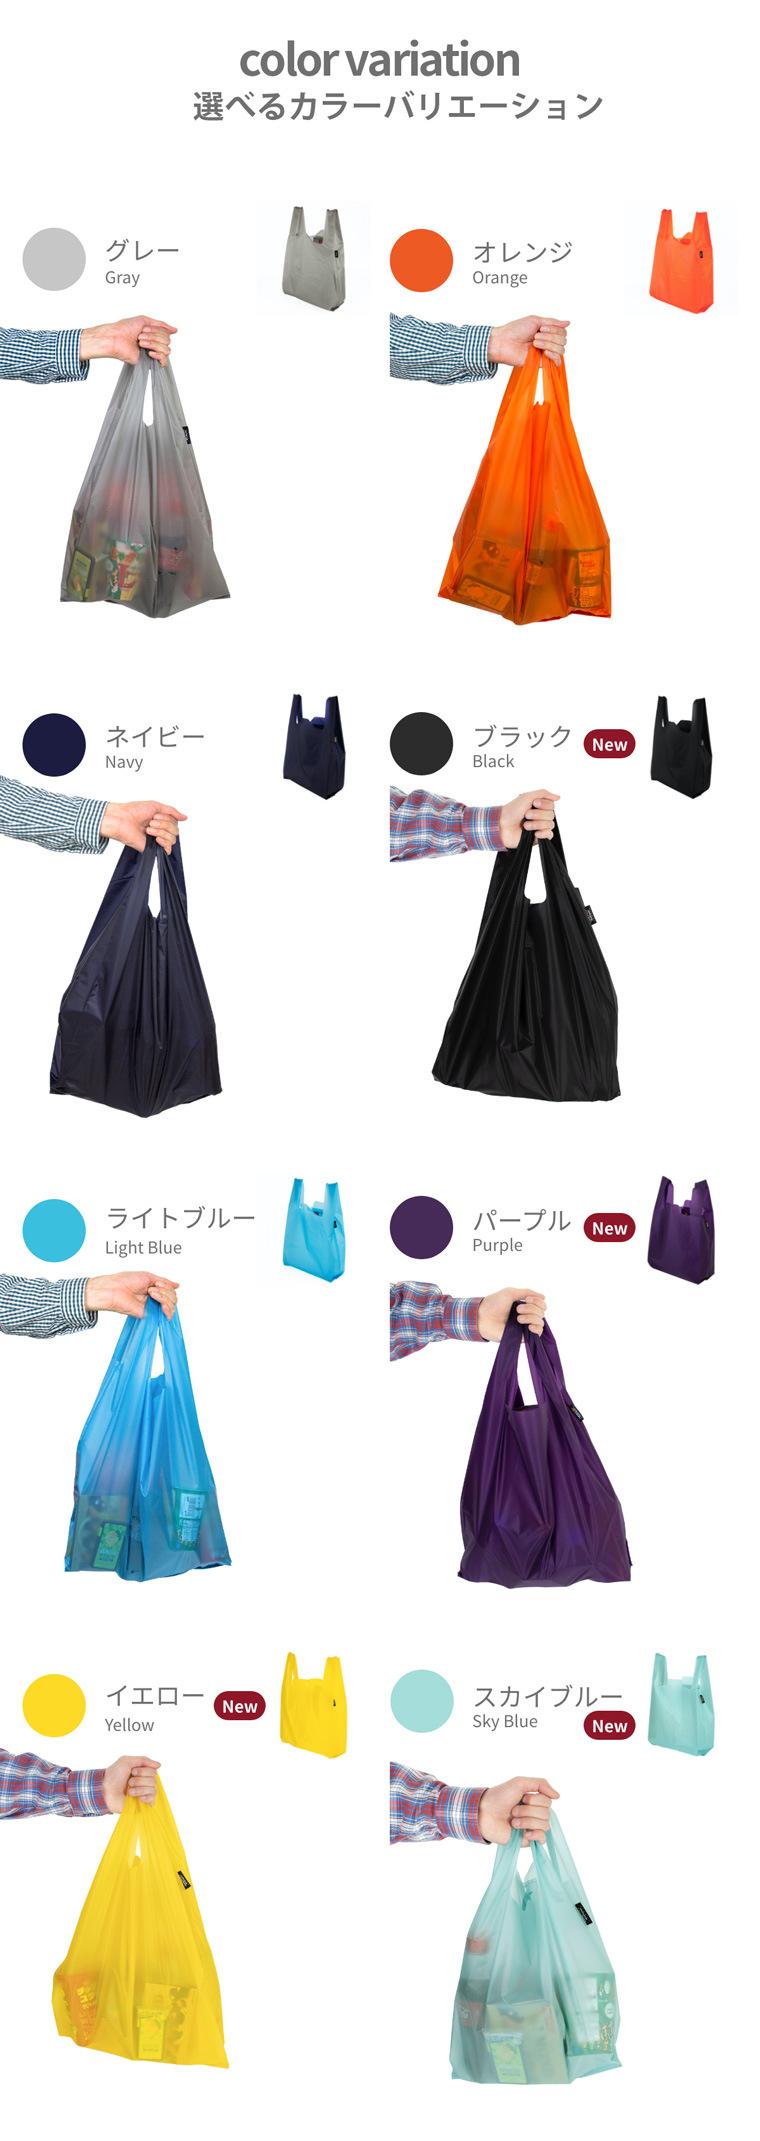 color variation
選べるカラーバリエーション
グレー
Gray
オレンジ
Orange
ネイビー
Navy
ブラック
New
Black
ライトブルー
Light Blue
パープル
New
Purple
イエロー
New
Yellow
スカイブルー
Sky Blue
New